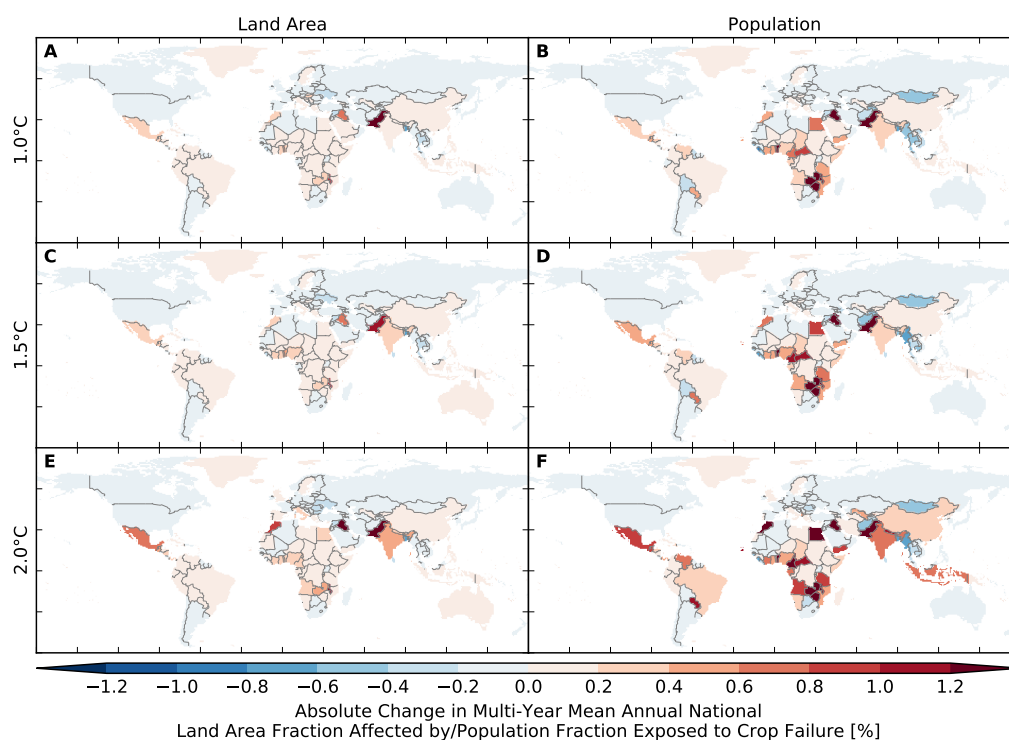 Land Area
Population
A
B
1.0°C
C
D
1.5°C
E
F
2.0°C
−1.2
−1.0
−0.8
−0.6
−0.4
−0.2
0.0
0.2
0.4
0.6
0.8
1.0
1.2
Absolute Change in Multi-Year Mean Annual National
Land Area Fraction Affected by/Population Fraction Exposed to Crop Failure [%]